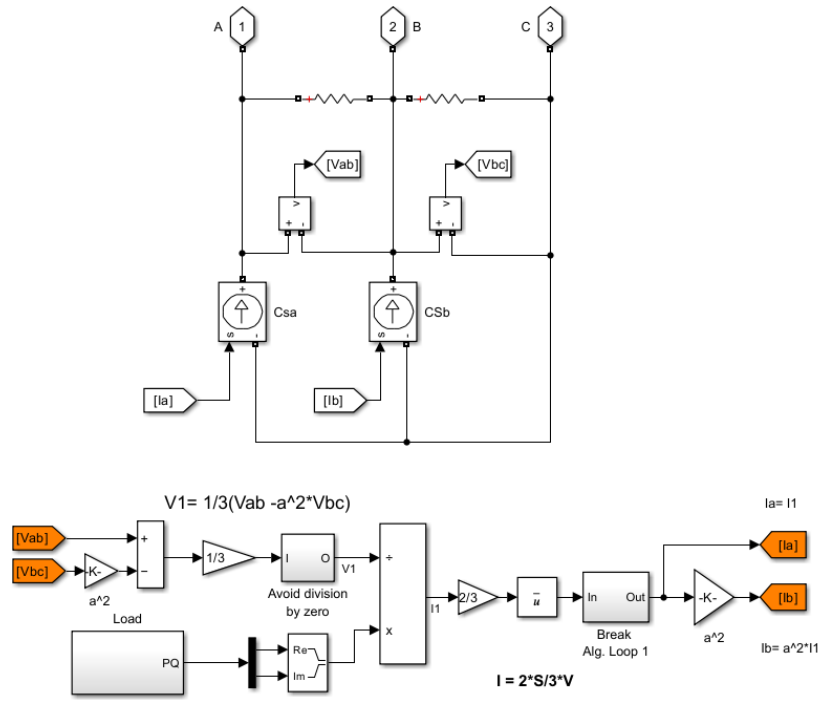 A 1 2 B C 3
[Vab] [Vbc]
v v
+ - + -
+ Csa + CSb
s - s -
[Ia] [Ib]
V1= 1/3(Vab -a^2*Vbc)
Ia= I1
[Vab] + 1/3 I O V1 ÷ [Ia]
[Vbc] -K- −
a^2
Avoid division
by zero
I1 2/3 u In Out -K- [Ib]
Load
PQ Re Im x
Break
Alg. Loop 1
a^2
Ib= a^2*I1
I = 2*S/3*V